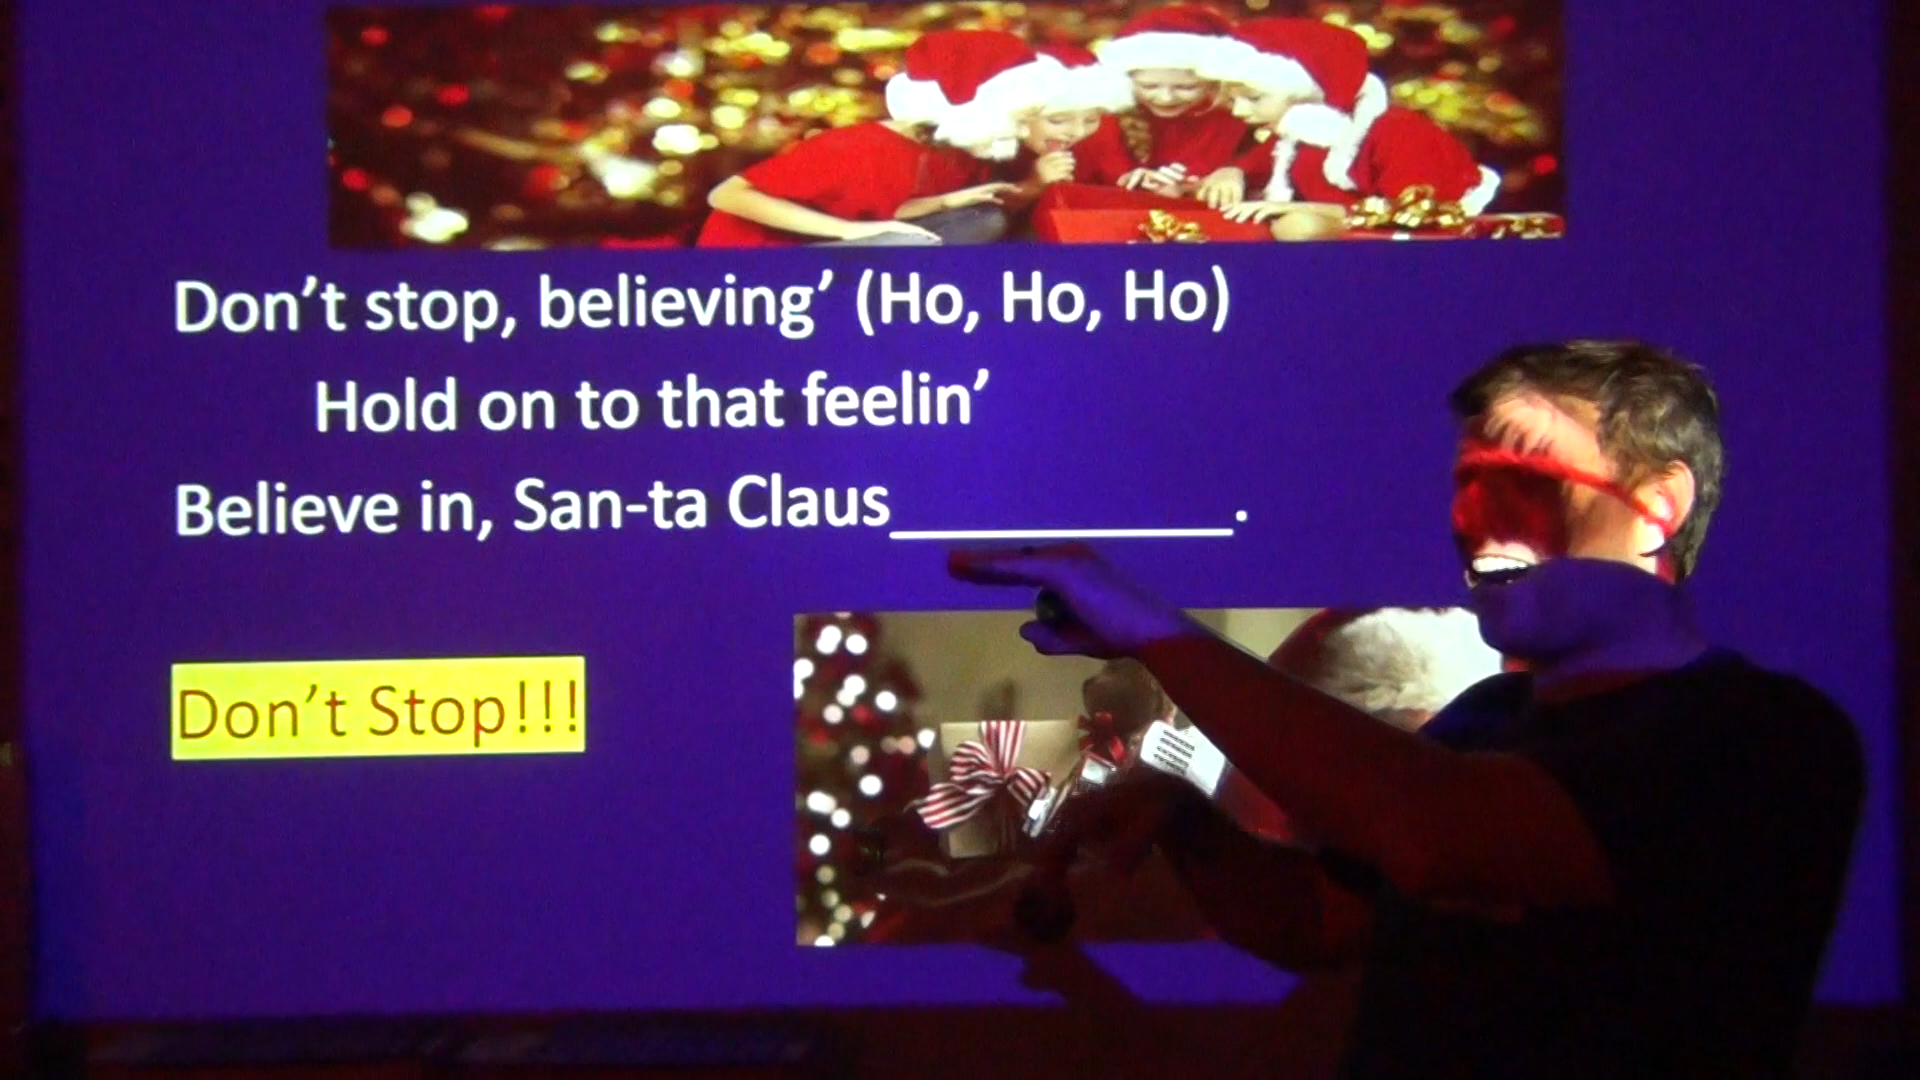 Don’t stop, believing’ (Ho, Ho, Ho)
Hold on to that feelin’
Believe in, San-ta Claus__________.
Don’t Stop!!!